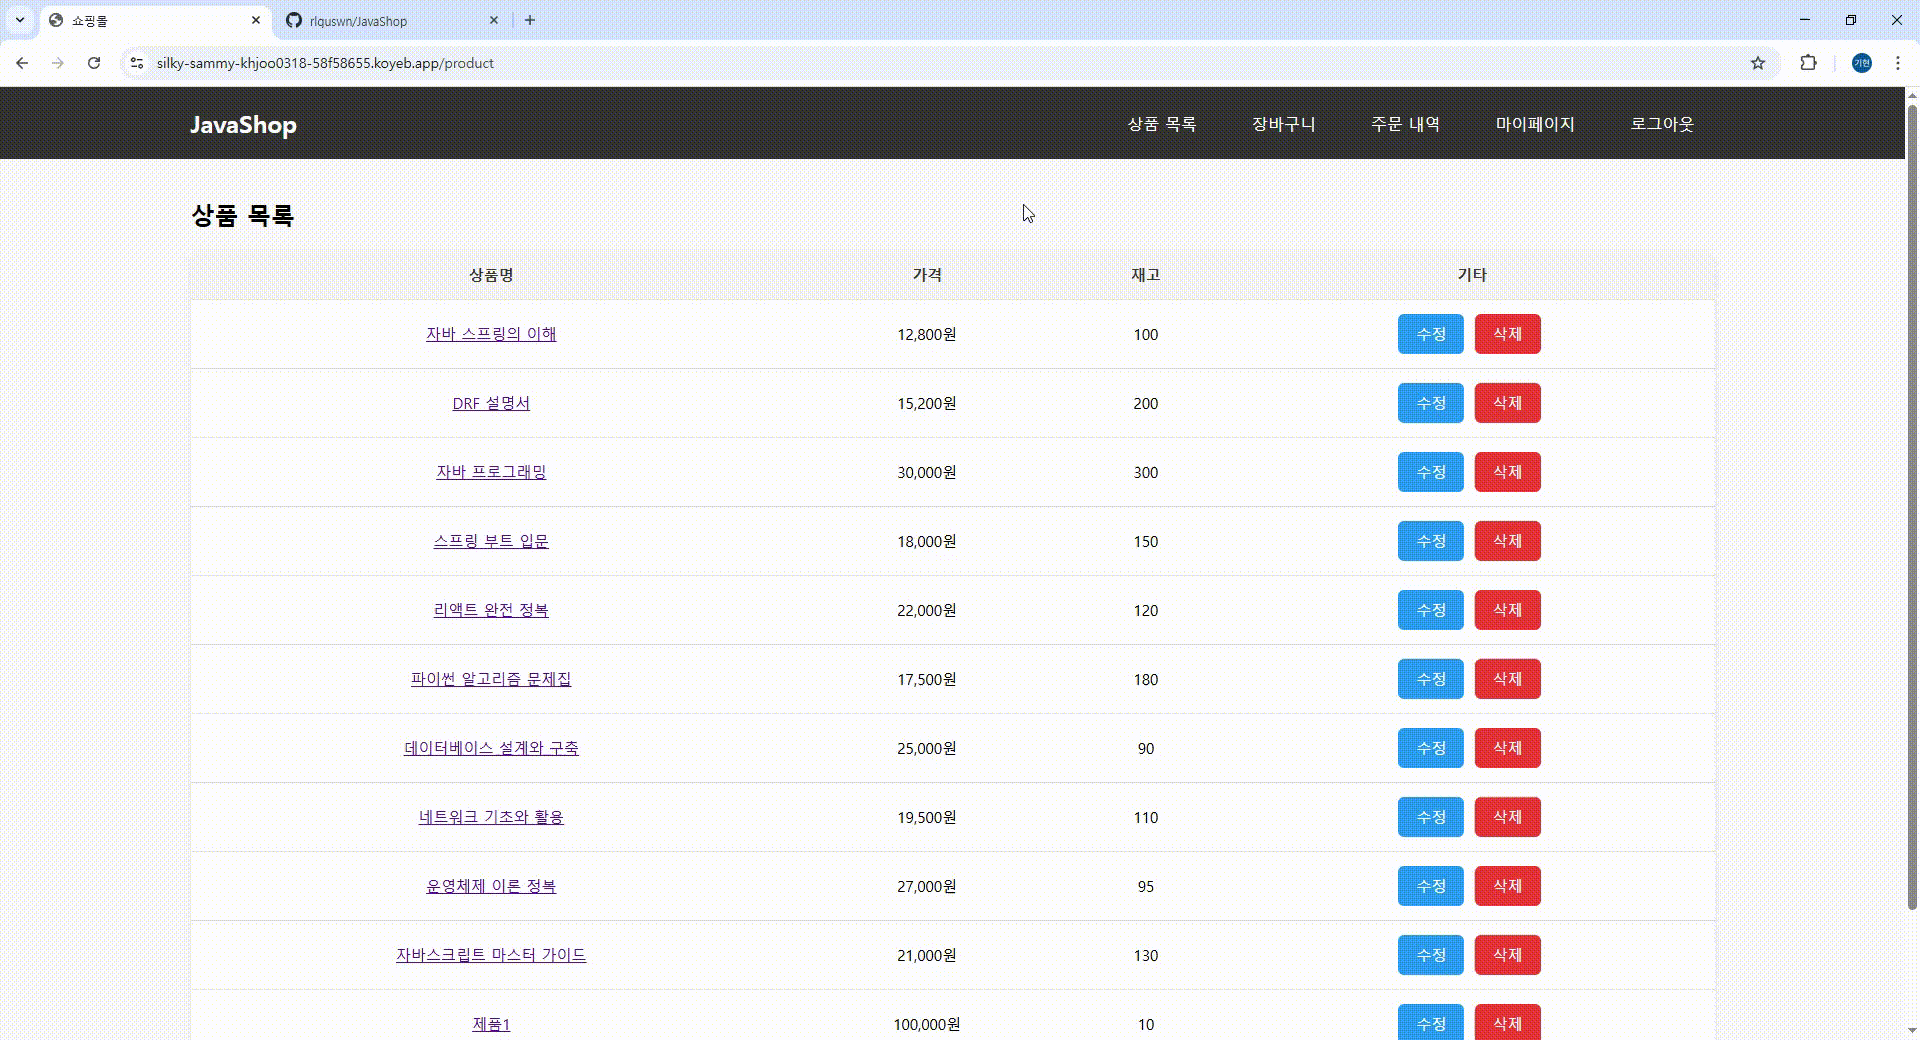 쇼핑몰
rlquswn/JavaShop
silky-sammy-khjoo0318-58f58655.koyeb.app/product
기현
JavaShop 상품 목록 장바구니 주문 내역 마이페이지 로그아웃
상품 목록
상품명 가격 재고 기타
자바 스프링의 이해 12,800원 100 수정 삭제
DRF 설명서 15,200원 200 수정 삭제
자바 프로그래밍 30,000원 300 수정 삭제
스프링 부트 입문 18,000원 150 수정 삭제
리액트 완전 정복 22,000원 120 수정 삭제
파이썬 알고리즘 문제집 17,500원 180 수정 삭제
데이터베이스 설계와 구축 25,000원 90 수정 삭제
네트워크 기초와 활용 19,500원 110 수정 삭제
운영체제 이론 정복 27,000원 95 수정 삭제
자바스크립트 마스터 가이드 21,000원 130 수정 삭제
제품1 100,000원 10 수정 삭제